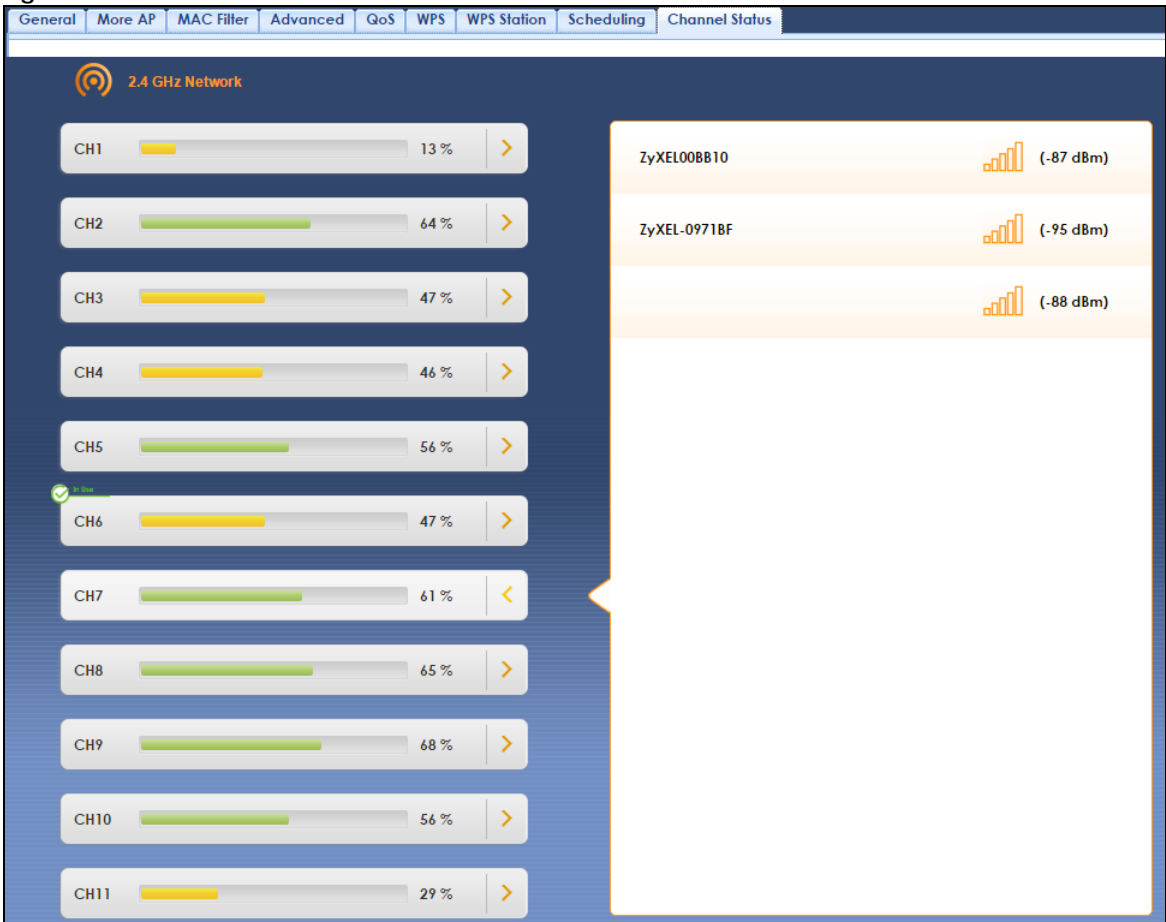 General More AP MAC Filter Advanced QoS WPS WPS Station Scheduling Channel Status
2.4 GHz Network
CH1 13 %
CH2 64 %
CH3 47 %
CH4 46 %
CH5 56 %
In Use
CH6 47 %
CH7 61 %
CH8 65 %
CH9 68 %
CH10 56 %
CH11 29 %
ZyXEL00BB10 (-87 dBm)
ZyXEL-0971BF (-95 dBm)
(-88 dBm)